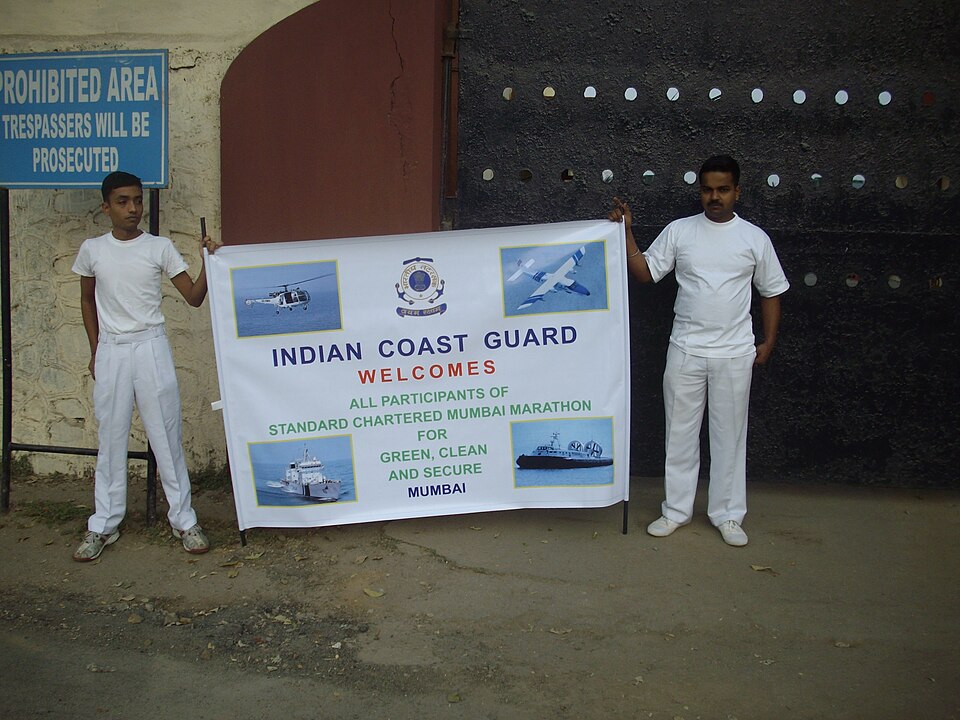 PROHIBITED AREA
TRESPASSERS WILL BE
PROSECUTED
INDIAN COAST GUARD
WELCOMES
ALL PARTICIPANTS OF
STANDARD CHARTERED MUMBAI MARATHON
FOR
GREEN, CLEAN
AND SECURE
MUMBAI